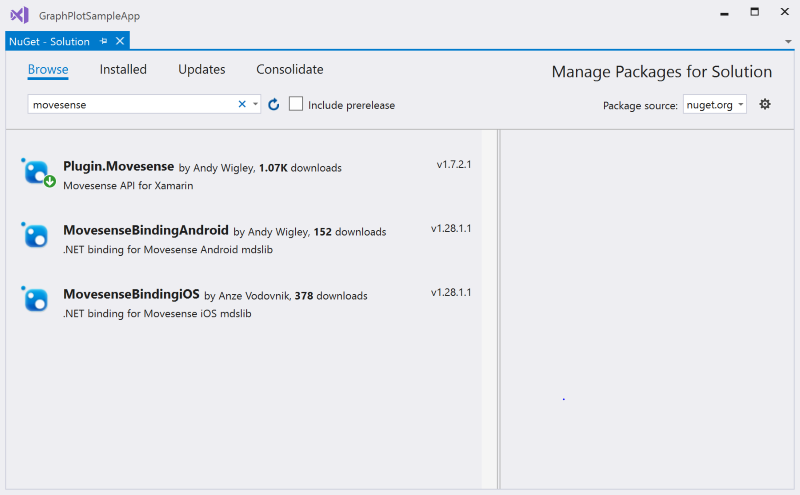 GraphPlotSampleApp
NuGet - Solution
Browse Installed Updates Consolidate
Manage Packages for Solution
movesense
Include prerelease
Package source: nuget.org
Plugin.Movesense by Andy Wigley, 1.07K downloads v1.7.2.1
Movesense API for Xamarin
MovesenseBindingAndroid by Andy Wigley, 152 downloads v1.28.1.1
.NET binding for Movesense Android mdslib
MovesenseBindingiOS by Anze Vodovnik, 378 downloads v1.28.1.1
.NET binding for Movesense iOS mdslib